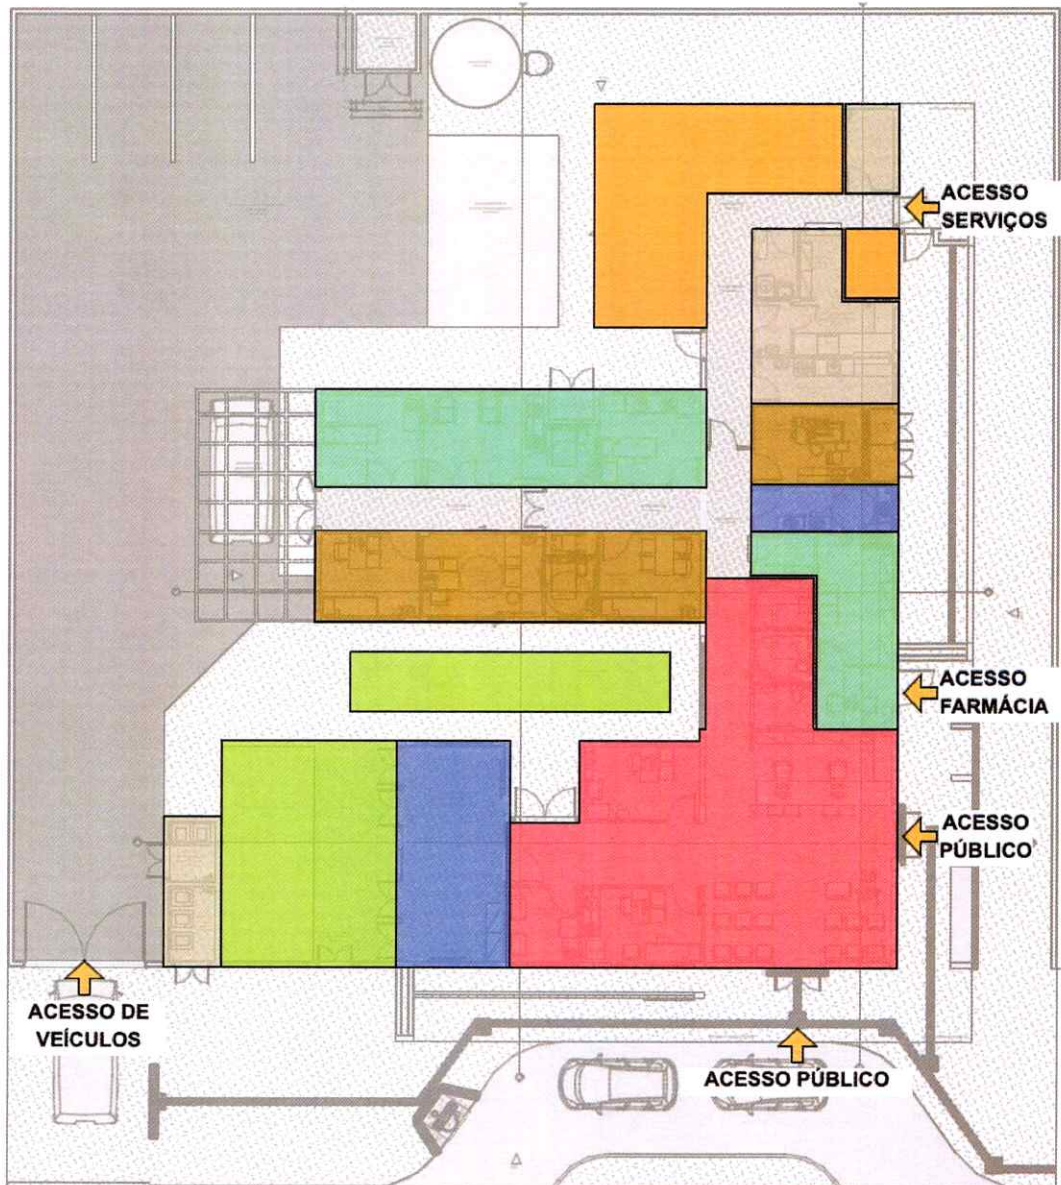 ACESSO
SERVIÇOS
ACESSO
FARMÁCIA
ACESSO
PÚBLICO
ACESSO DE
VEÍCULOS
ACESSO PÚBLICO